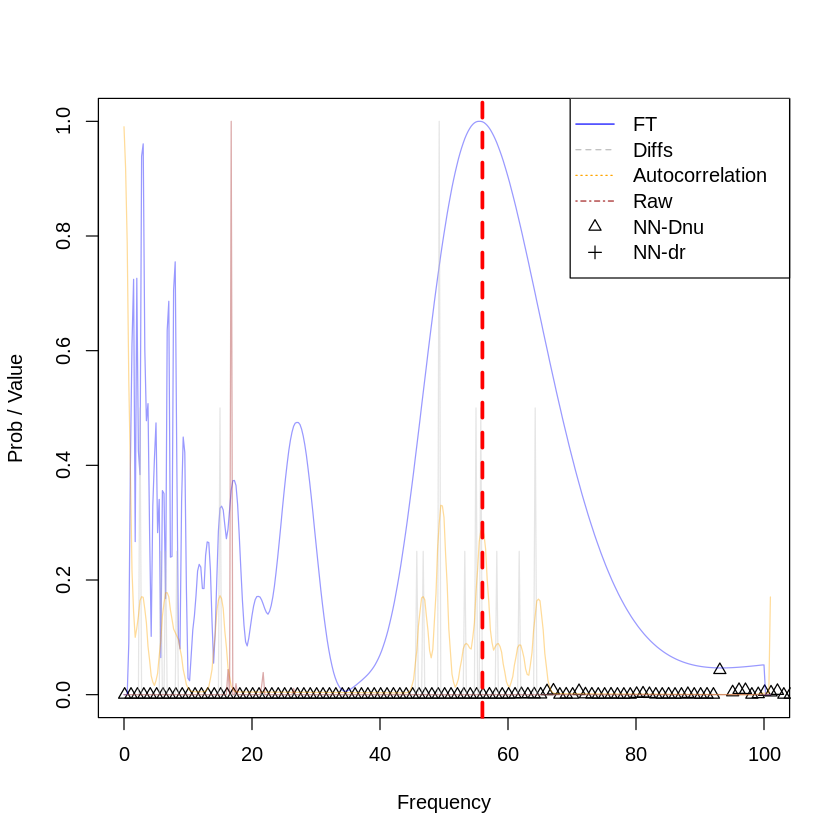 FT
Diffs
Autocorrelation
Raw
NN-Dnu
NN-dr
Prob / Value
1.0
0.8
0.6
0.4
0.2
0.0
0 20 40 60 80 100
Frequency